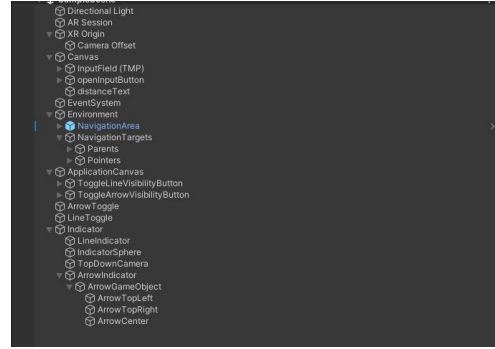 SampleScene
Directional Light
AR Session
XR Origin
Camera Offset
Canvas
InputField (TMP)
openInputButton
distanceText
EventSystem
Environment
NavigationArea
NavigationTargets
Parents
Pointers
ApplicationCanvas
ToggleLineVisibilityButton
ToggleArrowVisibilityButton
ArrowToggle
LineToggle
Indicator
LineIndicator
IndicatorSphere
TopDownCamera
ArrowIndicator
ArrowGameObject
ArrowTopLeft
ArrowTopRight
ArrowCenter